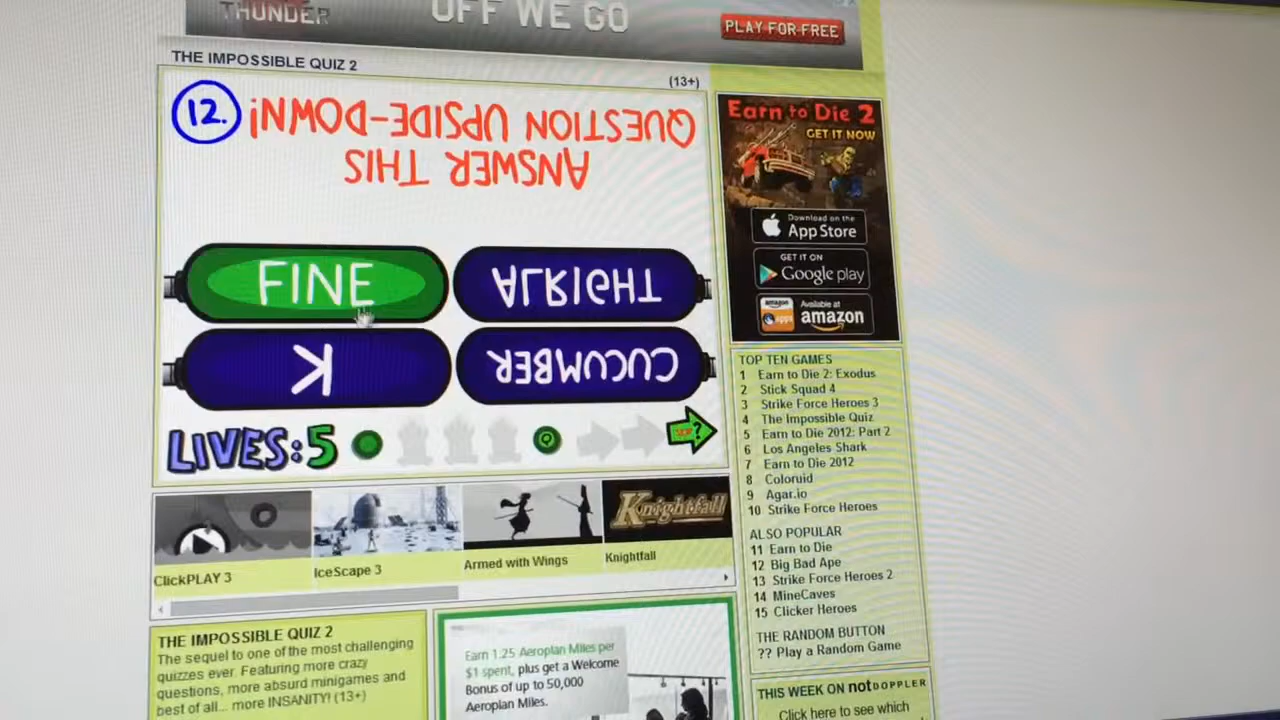 THUNDER
OFF WE GO
PLAY FOR FREE
THE IMPOSSIBLE QUIZ 2
(13+)
12.
ANSWER THIS
QUESTION UPSIDE-DOWN!
FINE
ALRIGHT
K
CUCUMBER
LIVES:5
SKIP?
ClickPLAY 3
IceScape 3
Armed with Wings
Knightfall
Knightfall
THE IMPOSSIBLE QUIZ 2
The sequel to one of the most challenging
quizzes ever. Featuring more crazy
questions, more absurd minigames and
best of all... more INSANITY! (13+)
Earn 1.25 Aeroplan Miles per
$1 spent, plus get a Welcome
Bonus of up to 50,000
Aeroplan Miles.
Earn to Die 2
GET IT NOW
Download on the
App Store
GET IT ON
Google play
amazon
apps
Available at
amazon
TOP TEN GAMES
1 Earn to Die 2: Exodus
2 Stick Squad 4
3 Strike Force Heroes 3
4 The Impossible Quiz
5 Earn to Die 2012: Part 2
6 Los Angeles Shark
7 Earn to Die 2012
8 Coloruid
9 Agar.io
10 Strike Force Heroes
ALSO POPULAR
11 Earn to Die
12 Big Bad Ape
13 Strike Force Heroes 2
14 MineCaves
15 Clicker Heroes
THE RANDOM BUTTON
?? Play a Random Game
THIS WEEK ON notDOPPLER
Click here to see which